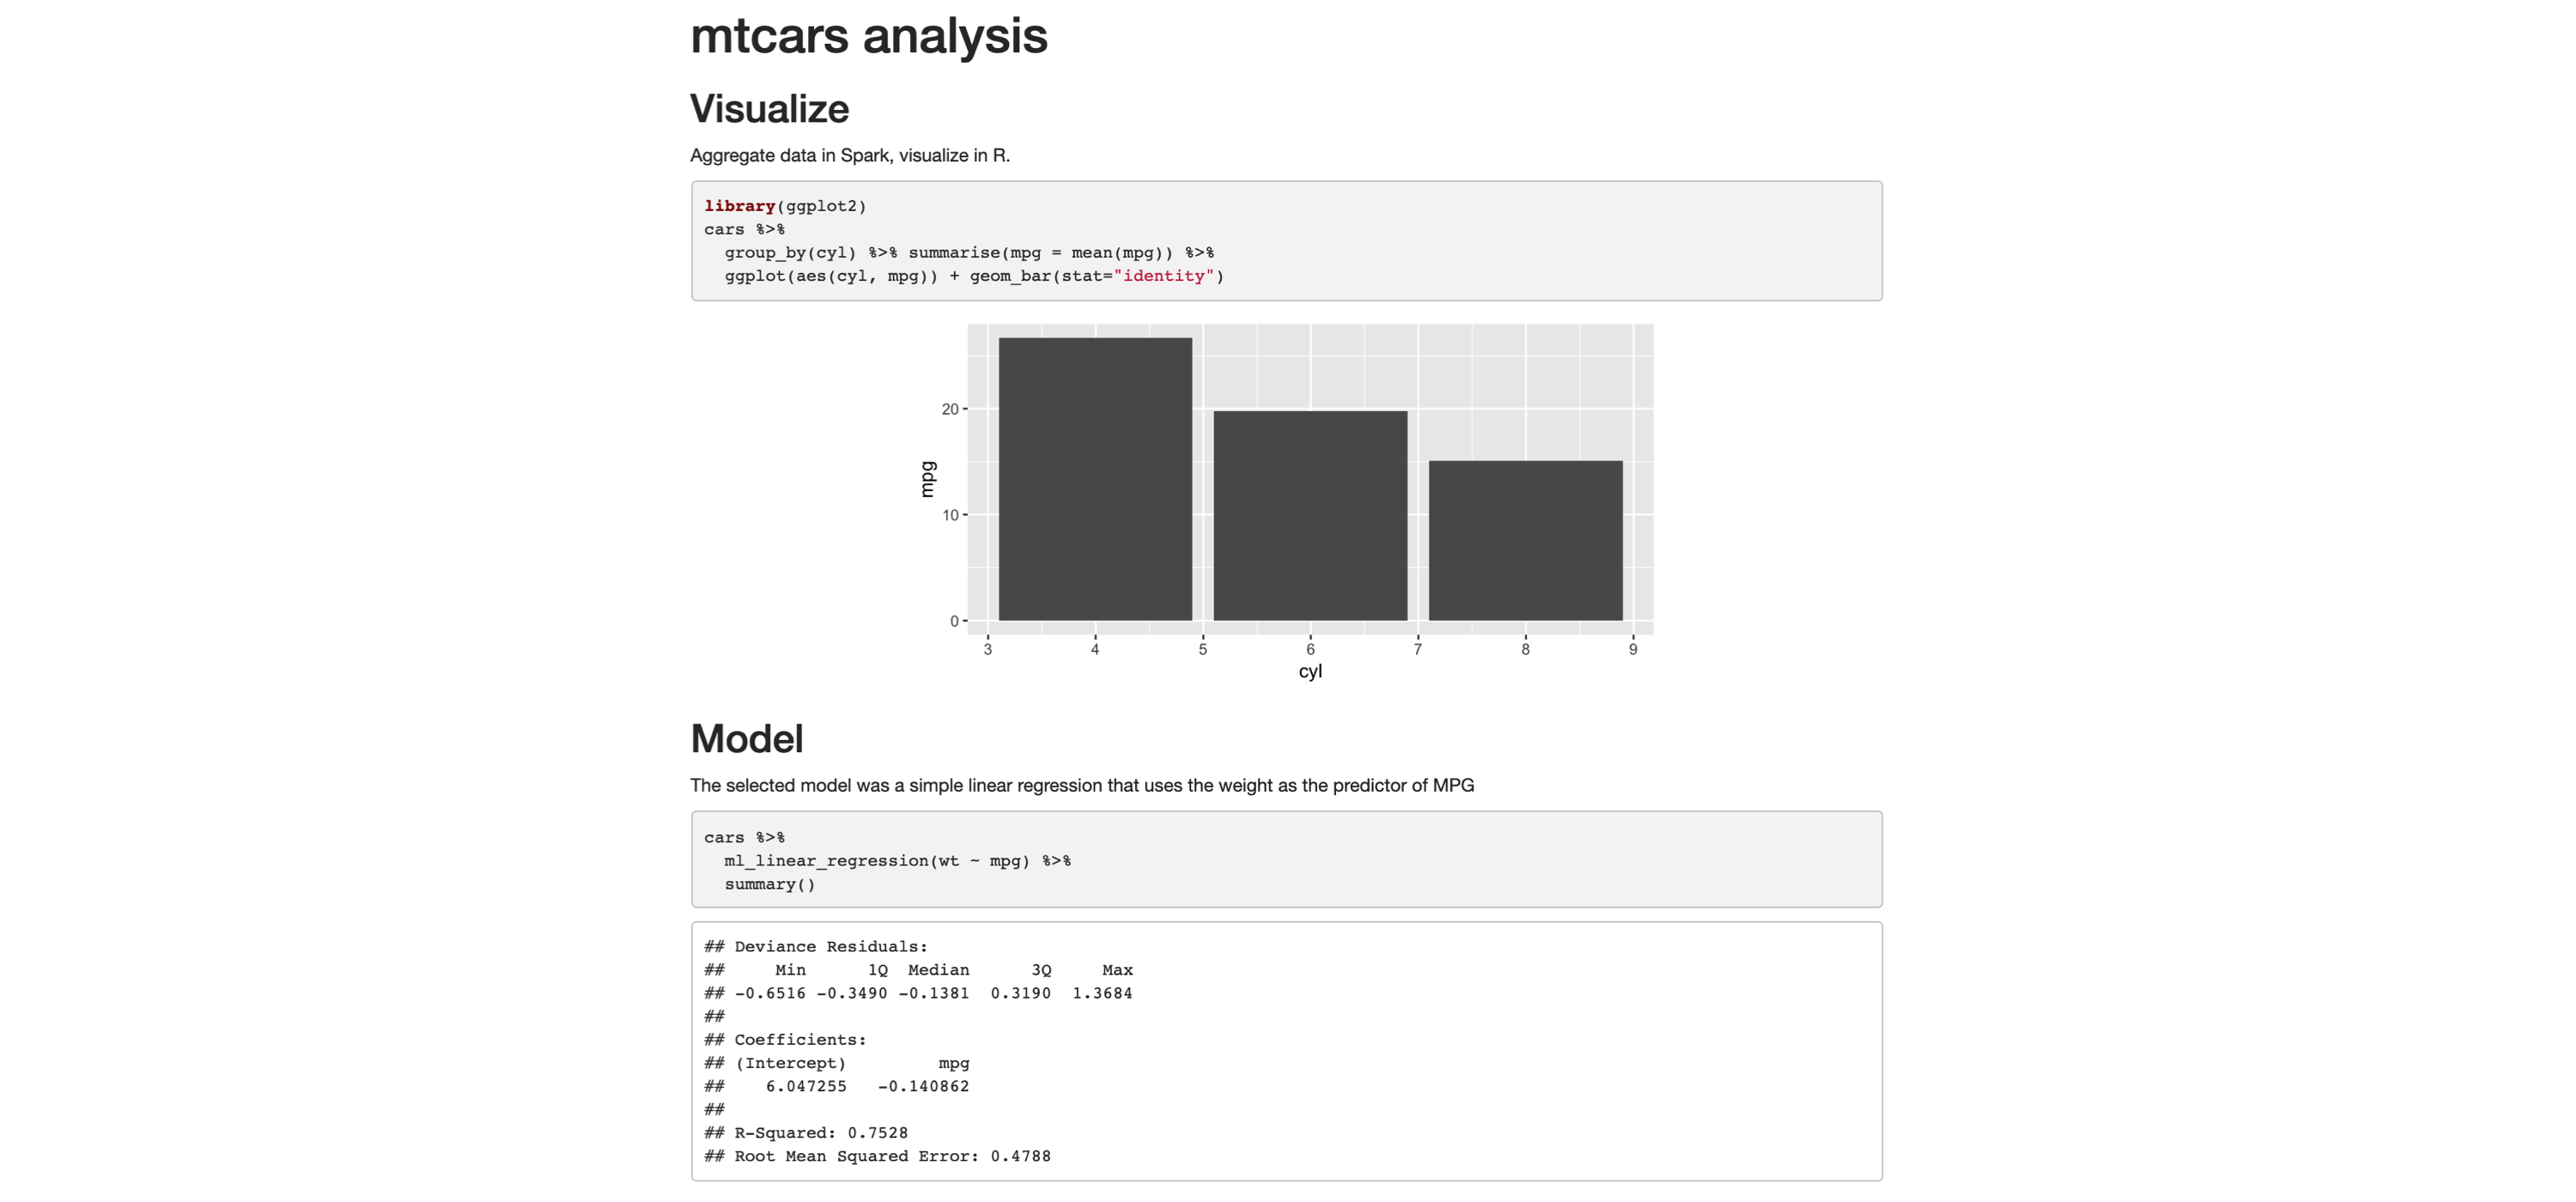 mtcars analysis
Visualize
Aggregate data in Spark, visualize in R.
library(ggplot2)
cars %>%
  group_by(cyl) %>% summarise(mpg = mean(mpg)) %>%
  ggplot(aes(cyl, mpg)) + geom_bar(stat="identity")
20
10
0
mpg
3 4 5 6 7 8 9
cyl
Model
The selected model was a simple linear regression that uses the weight as the predictor of MPG
cars %>%
  ml_linear_regression(wt ~ mpg) %>%
  summary()
## Deviance Residuals:
##     Min      1Q  Median      3Q     Max
## -0.6516 -0.3490 -0.1381  0.3190  1.3684
##
## Coefficients:
## (Intercept)         mpg
##    6.047255   -0.140862
##
## R-Squared: 0.7528
## Root Mean Squared Error: 0.4788